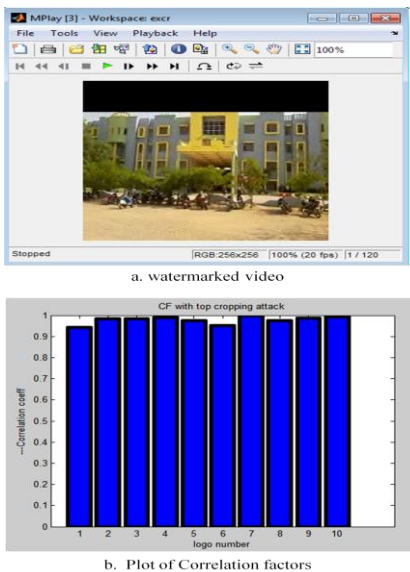 MPlay [3] - Workspace: excr
File Tools View Playback Help
100%
Stopped RGB:256x256 100% (20 fps) 1 / 120
a. watermarked video
CF with top cropping attack
1
0.9
0.8
0.7
0.6
0.5
0.4
0.3
0.2
0.1
0
---Correlation coeff
1 2 3 4 5 6 7 8 9 10
logo number
b. Plot of Correlation factors